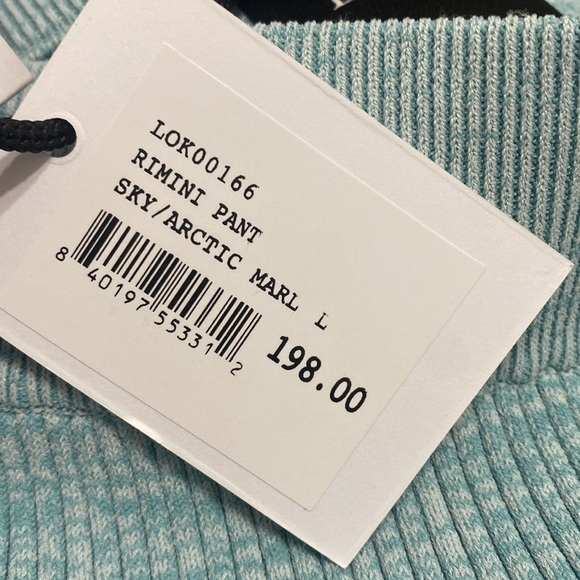 LOK00166
RIMINI PANT
SKY/ARCTIC MARL L
8 40197 55331 2
198.00